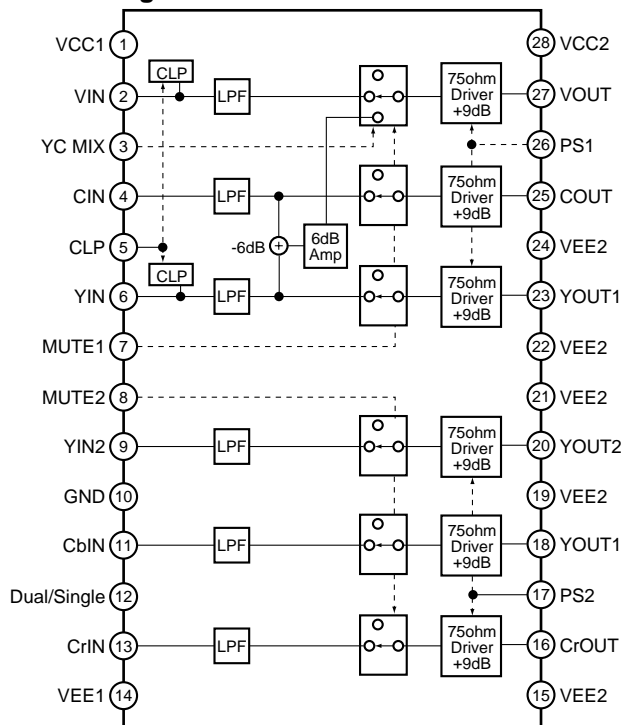 VCC1 1
28 VCC2
CLP
75ohm
Driver
+9dB
VIN 2
LPF
27 VOUT
YC MIX 3
26 PS1
CIN 4
LPF
75ohm
Driver
+9dB
25 COUT
CLP 5
-6dB
+
6dB
Amp
24 VEE2
CLP
YIN 6
LPF
75ohm
Driver
+9dB
23 YOUT1
MUTE1 7
22 VEE2
MUTE2 8
21 VEE2
YIN2 9
LPF
75ohm
Driver
+9dB
20 YOUT2
GND 10
19 VEE2
CbIN 11
LPF
75ohm
Driver
+9dB
18 YOUT1
Dual/Single 12
17 PS2
CrIN 13
LPF
75ohm
Driver
+9dB
16 CrOUT
VEE1 14
15 VEE2